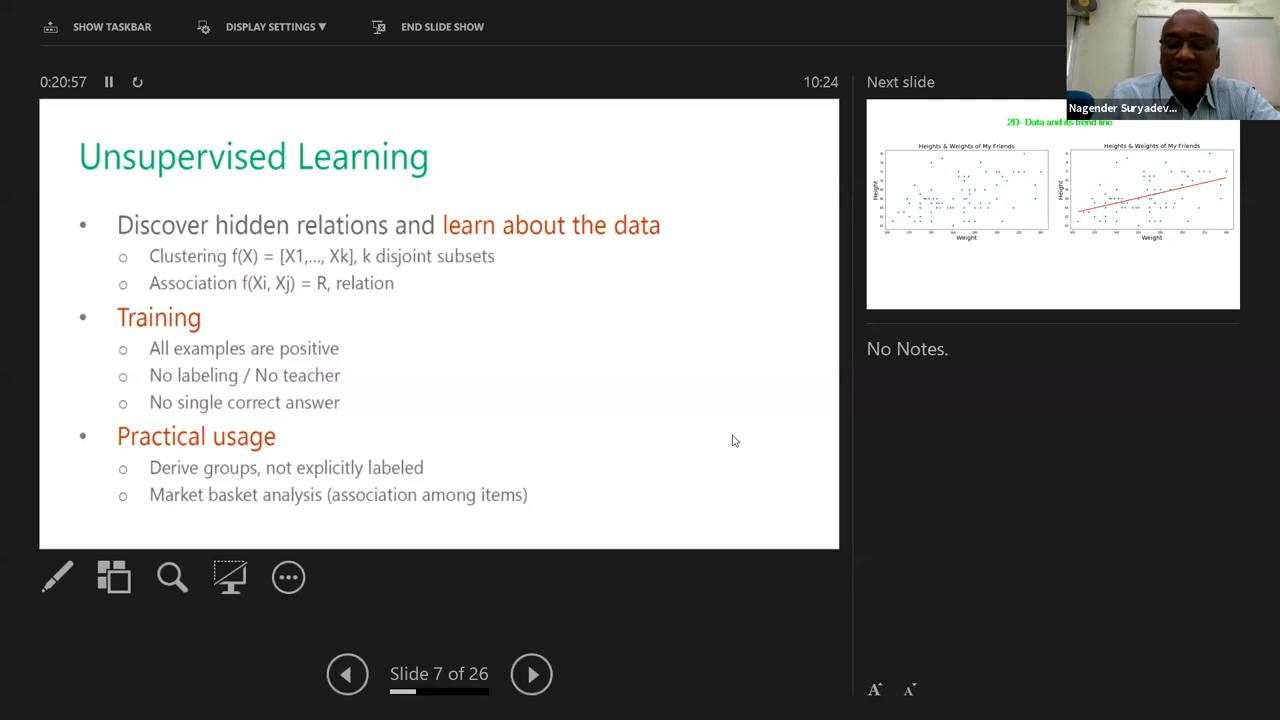 SHOW TASKBAR
DISPLAY SETTINGS ▼
END SLIDE SHOW
0:20:57
10:24
Next slide
Nagender Suryadev...
Unsupervised Learning
• Discover hidden relations and learn about the data
○ Clustering f(X) = [X1,..., Xk], k disjoint subsets
○ Association f(Xi, Xj) = R, relation
• Training
○ All examples are positive
○ No labeling / No teacher
○ No single correct answer
• Practical usage
○ Derive groups, not explicitly labeled
○ Market basket analysis (association among items)
2D- Data and its trend line
Heights & Weights of My Friends
Height
Weight
Heights & Weights of My Friends
Height
Weight
No Notes.
Slide 7 of 26
A A